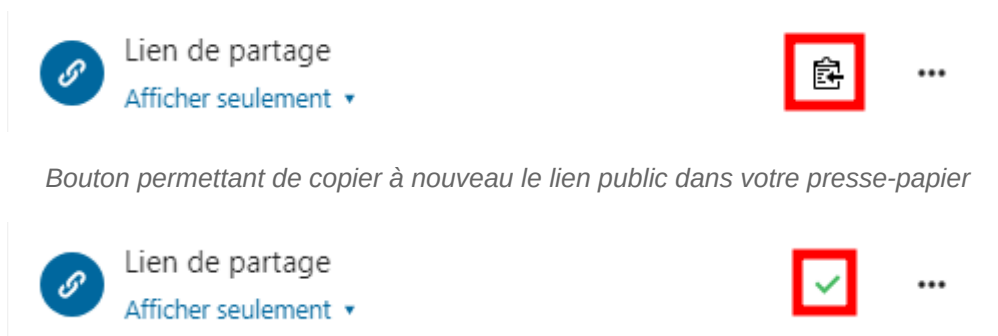 Lien de partage
Afficher seulement
Bouton permettant de copier à nouveau le lien public dans votre presse-papier
Lien de partage
Afficher seulement